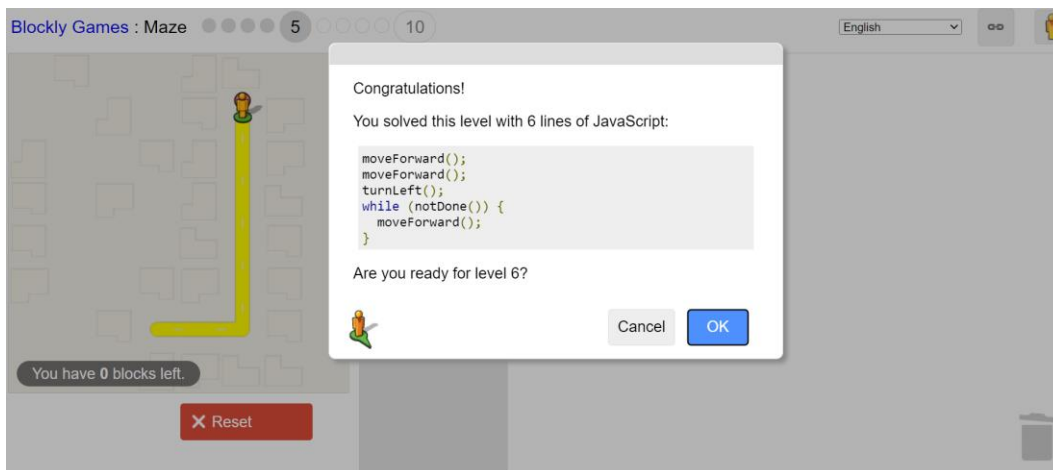 Blockly Games : Maze 5 10
English
Congratulations!
You solved this level with 6 lines of JavaScript:
moveForward();
moveForward();
turnLeft();
while (notDone()) {
  moveForward();
}
Are you ready for level 6?
Cancel OK
You have 0 blocks left.
Reset